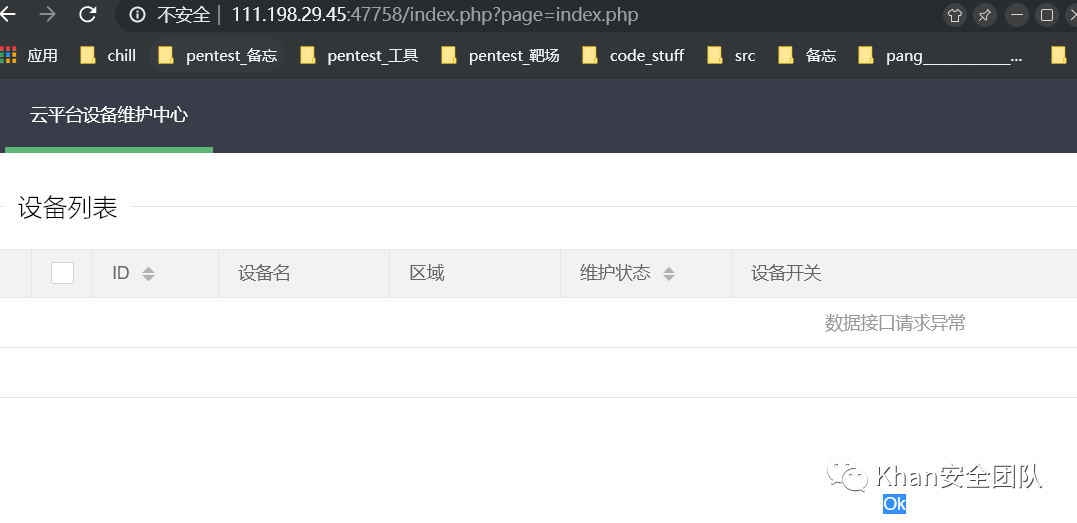 不安全 | 111.198.29.45:47758/index.php?page=index.php
应用 chill pentest_备忘 pentest_工具 pentest_靶场 code_stuff src 备忘 pang___________...
云平台设备维护中心
设备列表
ID 设备名 区域 维护状态 设备开关
数据接口请求异常
Khan安全团队
Ok